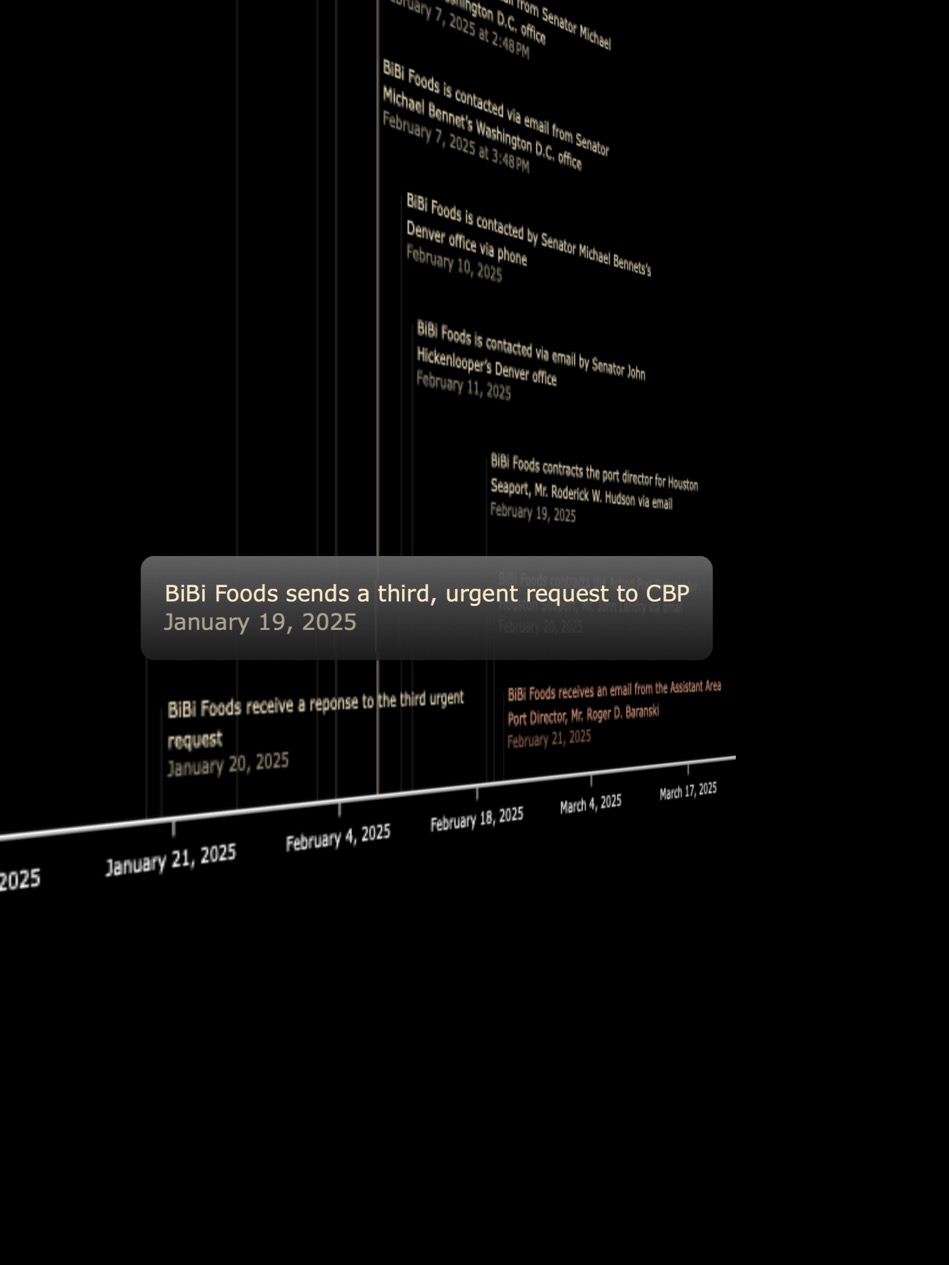 from Senator Michael
Washington D.C. office
February 7, 2025 at 2:48PM
BiBi Foods is contacted via email from Senator
Michael Bennet's Washington D.C. office
February 7, 2025 at 3:48PM
BiBi Foods is contacted by Senator Michael Bennets's
Denver office via phone
February 10, 2025
BiBi Foods is contacted via email by Senator John
Hickenlooper's Denver office
February 11, 2025
BiBi Foods contracts the port director for Houston
Seaport, Mr. Roderick W. Hudson via email
February 19, 2025
BiBi Foods contracts the
February 20, 2025
BiBi Foods sends a third, urgent request to CBP
January 19, 2025
BiBi Foods receive a reponse to the third urgent
request
January 20, 2025
BiBi Foods receives an email from the Assistant Area
Port Director, Mr. Roger D. Baranski
February 21, 2025
2025
January 21, 2025
February 4, 2025
February 18, 2025
March 4, 2025
March 17, 2025